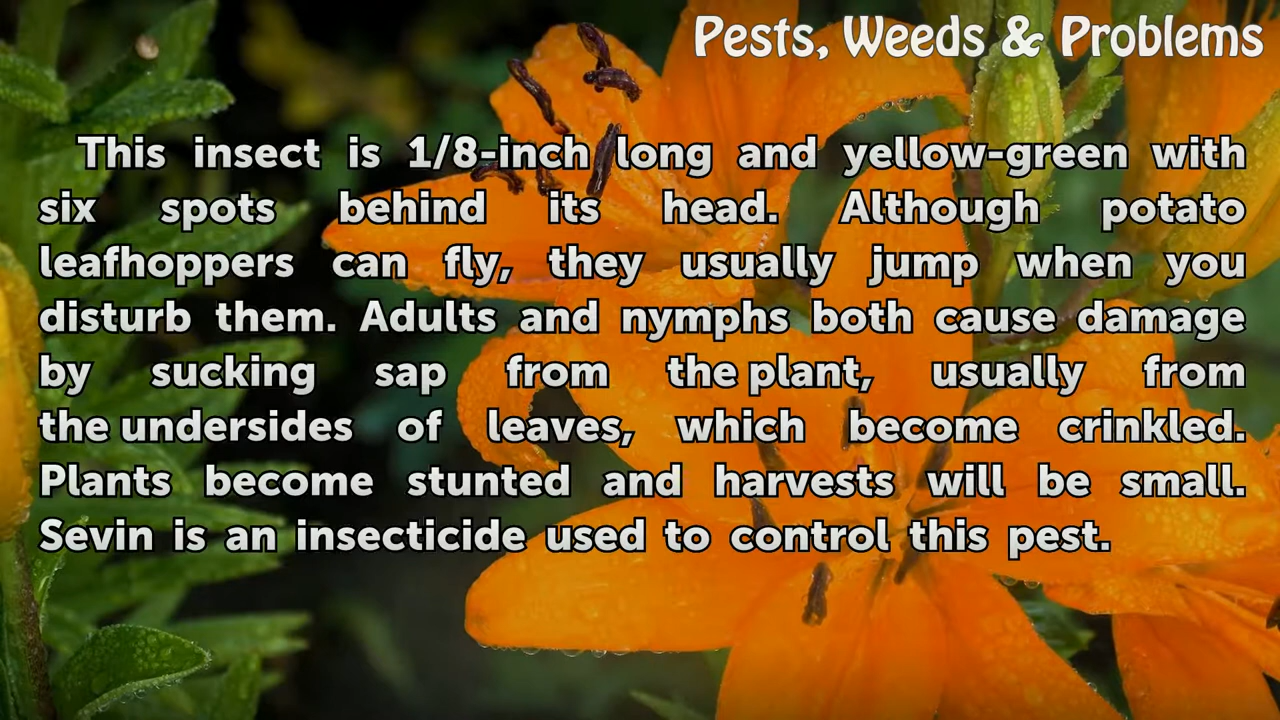 Pests, Weeds & Problems
This insect is 1/8-inch long and yellow-green with
six spots behind its head. Although potato
leafhoppers can fly, they usually jump when you
disturb them. Adults and nymphs both cause damage
by sucking sap from the plant, usually from
the undersides of leaves, which become crinkled.
Plants become stunted and harvests will be small.
Sevin is an insecticide used to control this pest.